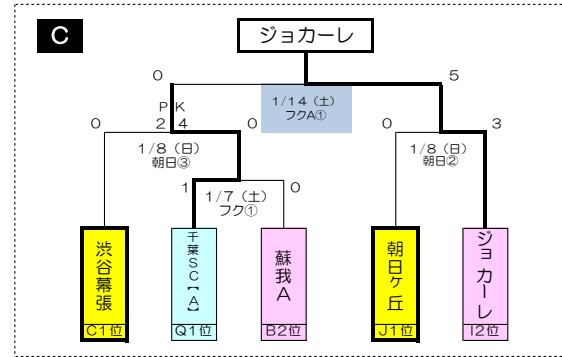 C
ジョカーレ
0 5
1/14（土）
フクA①
P K
0 2 4 0 0 3
1/8（日）
朝日③
1/8（日）
朝日②
1 0
1/7（土）
フク①
渋谷幕張
千葉SC【A】
蘇我A
朝日ヶ丘
ジョカーレ
C1位 Q1位 B2位 J1位 I2位